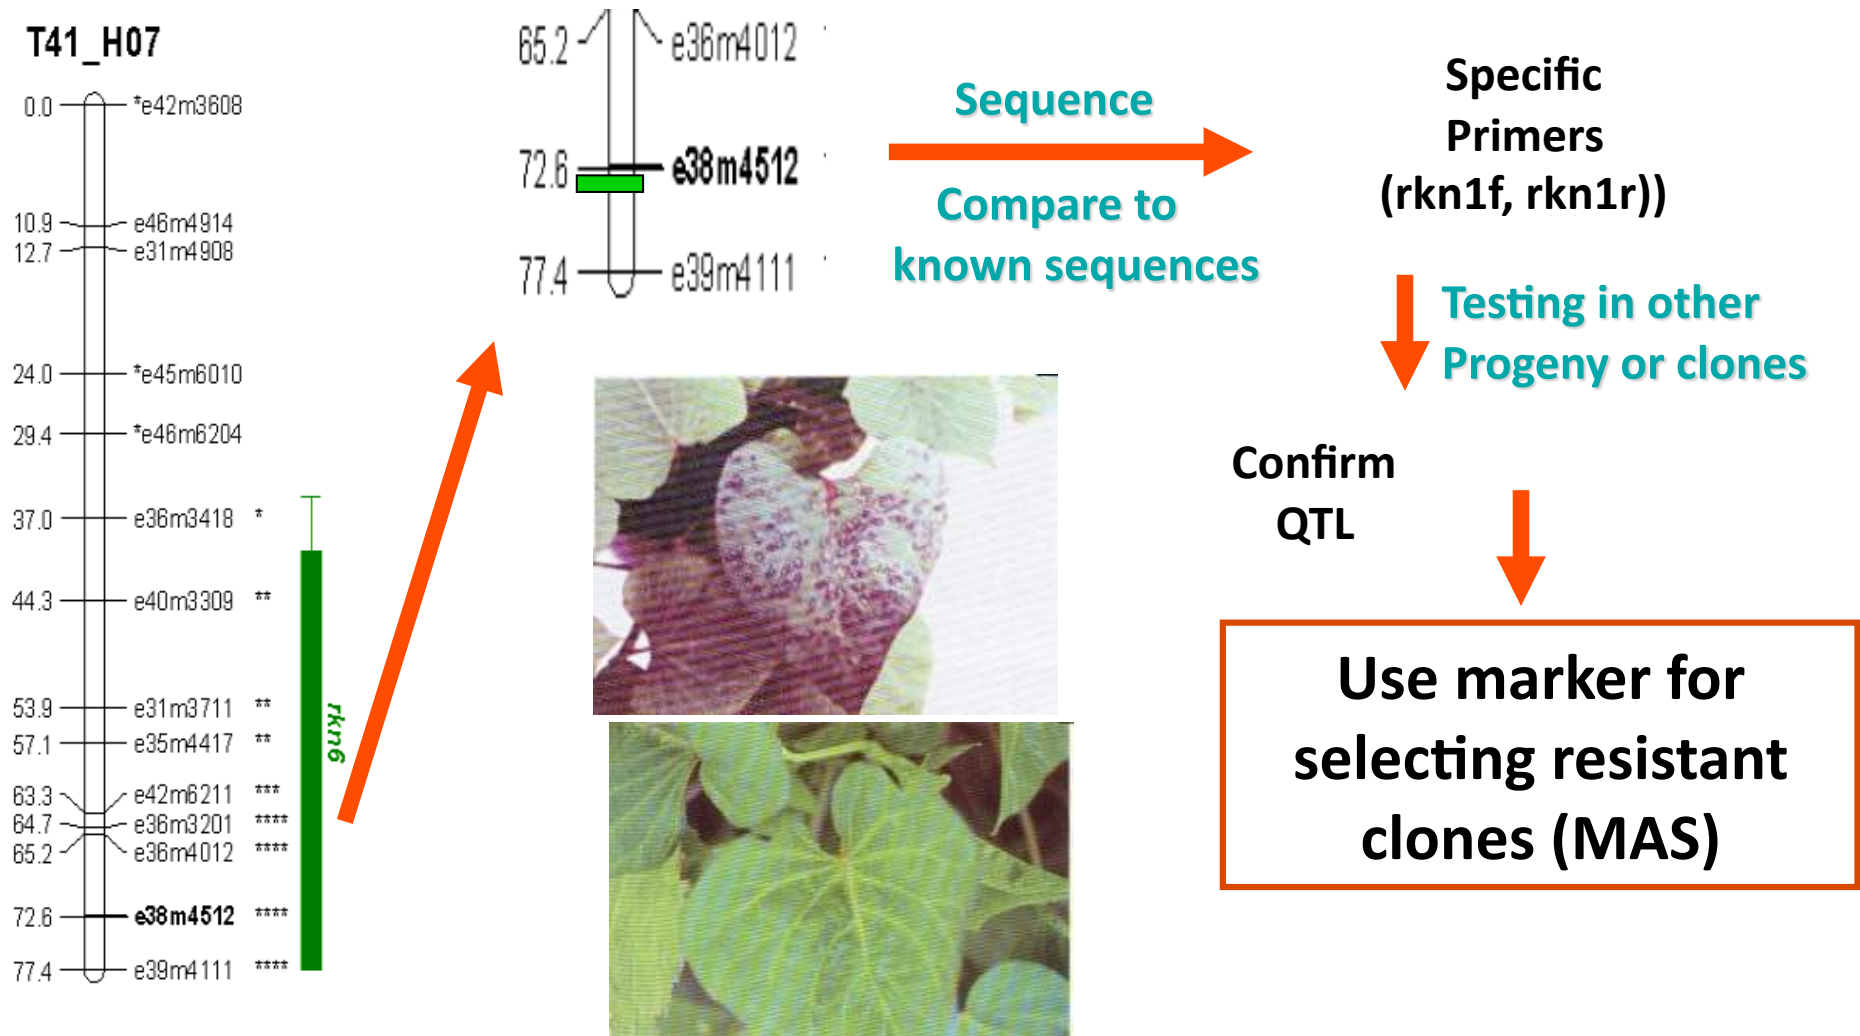 T41_H07
0.0 *e42m3608
10.9 e46m4914
12.7 e31m4908
24.0 *e45m6010
29.4 *e46m6204
37.0 e36m3418 *
44.3 e40m3309 **
53.9 e31m3711 **
57.1 e35m4417 **
63.3 e42m6211 ***
64.7 e36m3201 ****
65.2 e36m4012 ****
72.6 e38m4512 ****
77.4 e39m4111 ****
rkn6
65.2 e36m4012
72.6 e38m4512
77.4 e39m4111
Sequence
Compare to
known sequences
Specific
Primers
(rkn1f, rkn1r))
Testing in other
Progeny or clones
Confirm
QTL
Use marker for
selecting resistant
clones (MAS)